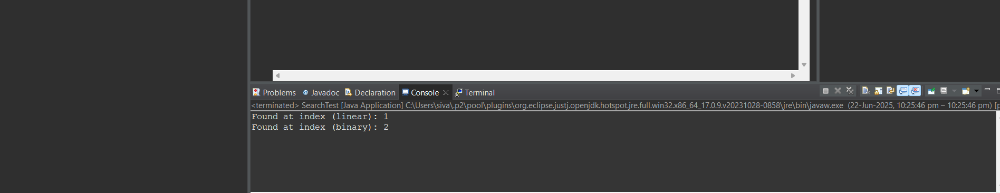 Problems Javadoc Declaration Console Terminal
<terminated> SearchTest [Java Application] C:\Users\siva\.p2\pool\plugins\org.eclipse.justj.openjdk.hotspot.jre.full.win32.x86_64_17.0.9.v20231028-0858\jre\bin\javaw.exe (22-Jun-2025, 10:25:46 pm – 10:25:46 pm) [p
Found at index (linear): 1
Found at index (binary): 2